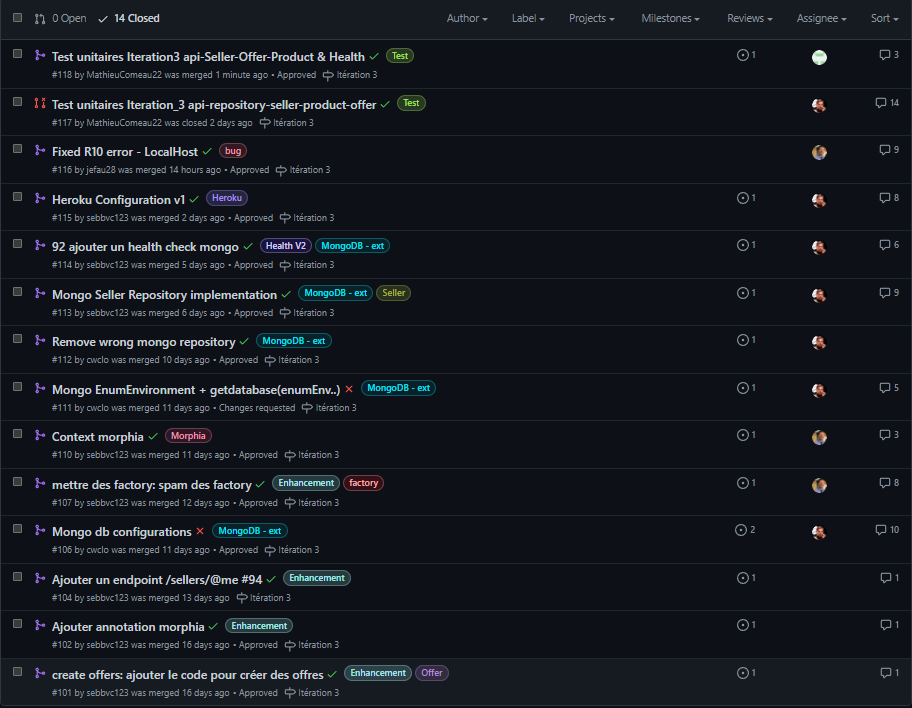 0 Open 14 Closed Author Label Projects Milestones Reviews Assignee Sort
Test unitaires Iteration3 api-Seller-Offer-Product & Health Test 1 3
#118 by MathieuComeau22 was merged 1 minute ago • Approved Itération 3
Test unitaires Iteration_3 api-repository-seller-product-offer Test 14
#117 by MathieuComeau22 was closed 2 days ago Itération 3
Fixed R10 error - LocalHost bug 9
#116 by jefau28 was merged 14 hours ago • Approved Itération 3
Heroku Configuration v1 Heroku 1 8
#115 by sebbvc123 was merged 2 days ago • Approved Itération 3
92 ajouter un health check mongo Health V2 MongoDB - ext 1 6
#114 by sebbvc123 was merged 5 days ago • Approved Itération 3
Mongo Seller Repository implementation MongoDB - ext Seller 1 9
#113 by sebbvc123 was merged 6 days ago • Approved Itération 3
Remove wrong mongo repository MongoDB - ext 1
#112 by cwclo was merged 10 days ago • Approved Itération 3
Mongo EnumEnvironment + getdatabase(enumEnv..) MongoDB - ext 1 5
#111 by cwclo was merged 11 days ago • Changes requested Itération 3
Context morphia Morphia 1 3
#110 by sebbvc123 was merged 11 days ago • Approved Itération 3
mettre des factory: spam des factory Enhancement factory 1 8
#107 by sebbvc123 was merged 12 days ago • Approved Itération 3
Mongo db configurations MongoDB - ext 2 10
#106 by cwclo was merged 11 days ago • Approved Itération 3
Ajouter un endpoint /sellers/@me #94 Enhancement 1 1
#104 by sebbvc123 was merged 13 days ago Itération 3
Ajouter annotation morphia Enhancement 1 1
#102 by sebbvc123 was merged 16 days ago • Approved Itération 3
create offers: ajouter le code pour créer des offres Enhancement Offer 1 1
#101 by sebbvc123 was merged 16 days ago • Approved Itération 3